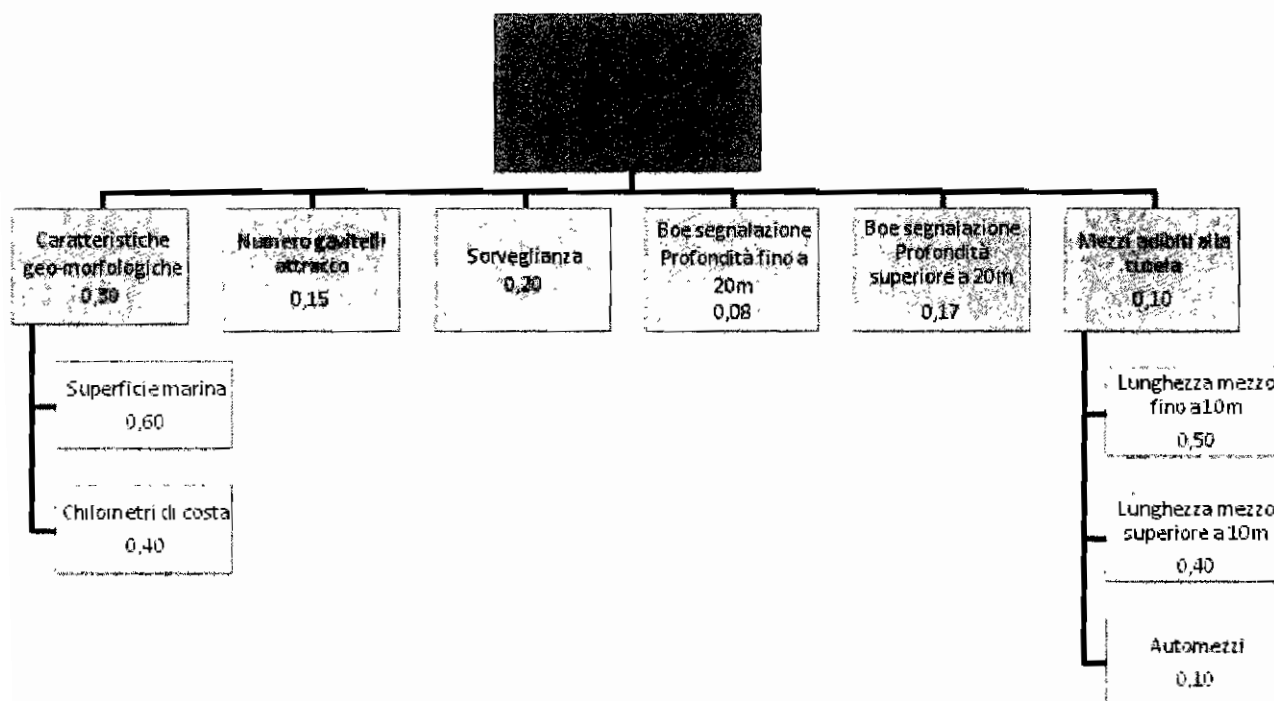 Caratteristiche
geo-morfologiche
0,30
Numero gavitelli
attracco
0,15
Sorveglianza
0,20
Boe segnalazione
Profondità fino a
20m
0,08
Boe segnalazione
Profondità
superiore a 20m
0,17
Mezzi adibiti alla
tutela
0,10
Superficie marina
0,60
Chilometri di costa
0,40
Lunghezza mezzo
fino a 10m
0,50
Lunghezza mezzo
superiore a 10m
0,40
Automezzi
0,10